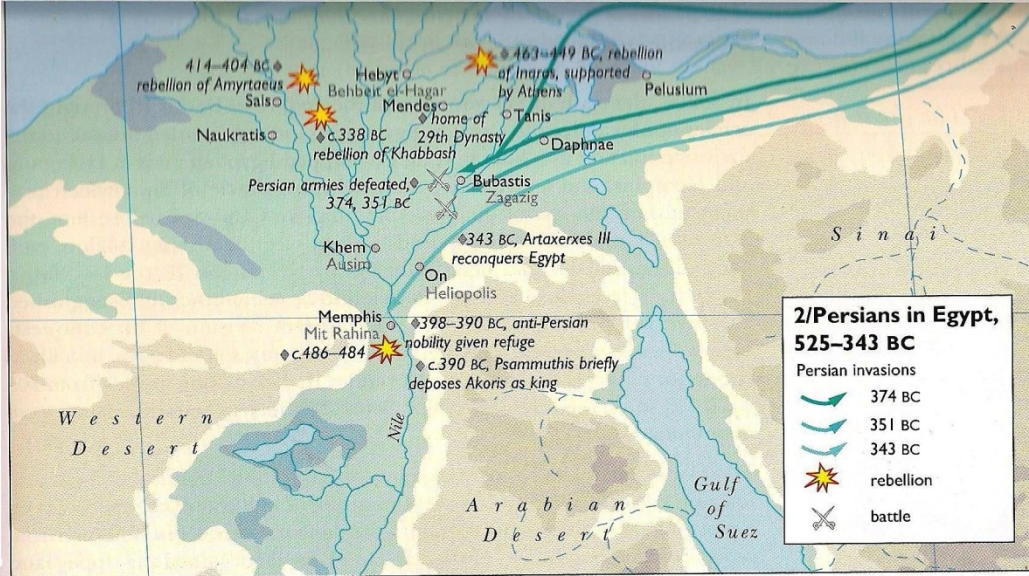 414–404 BC
rebellion of Amyrtaeus
Sais
Naukratis
c.338 BC
rebellion of Khabbash
Hebyt
Behbeit el-Hagar
Mendes
home of
29th Dynasty
463–449 BC, rebellion
of Inaros, supported
by Athens
Pelusium
Tanis
Daphnae
Persian armies defeated,
374, 351 BC
Bubastis
Zagazig
Khem
Ausim
343 BC, Artaxerxes III
reconquers Egypt
On
Heliopolis
Memphis
Mit Rahina
398–390 BC, anti-Persian
nobility given refuge
c.486–484
c.390 BC, Psammuthis briefly
deposes Akoris as king
Nile
Western
Desert
Arabian
Desert
Gulf
of
Suez
Sinai
2/Persians in Egypt,
525–343 BC
Persian invasions
374 BC
351 BC
343 BC
rebellion
battle